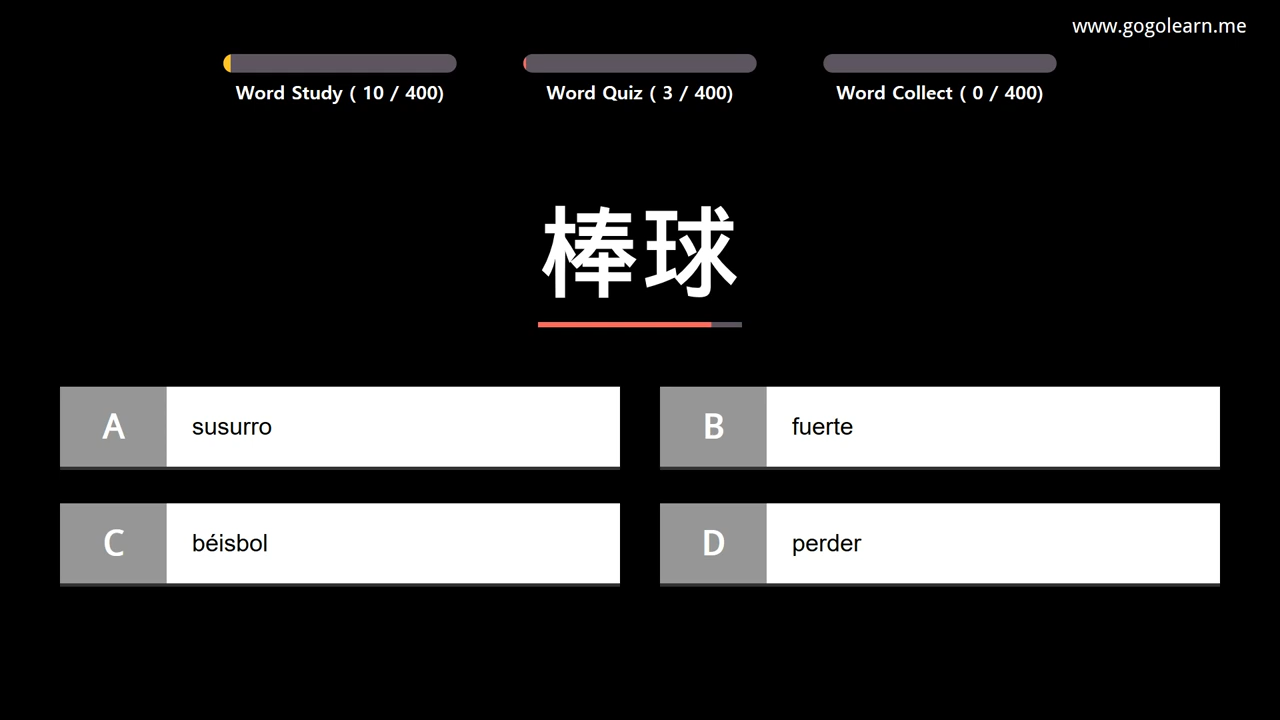 www.gogolearn.me
Word Study ( 10 / 400)
Word Quiz ( 3 / 400)
Word Collect ( 0 / 400)
棒球
A susurro
B fuerte
C béisbol
D perder